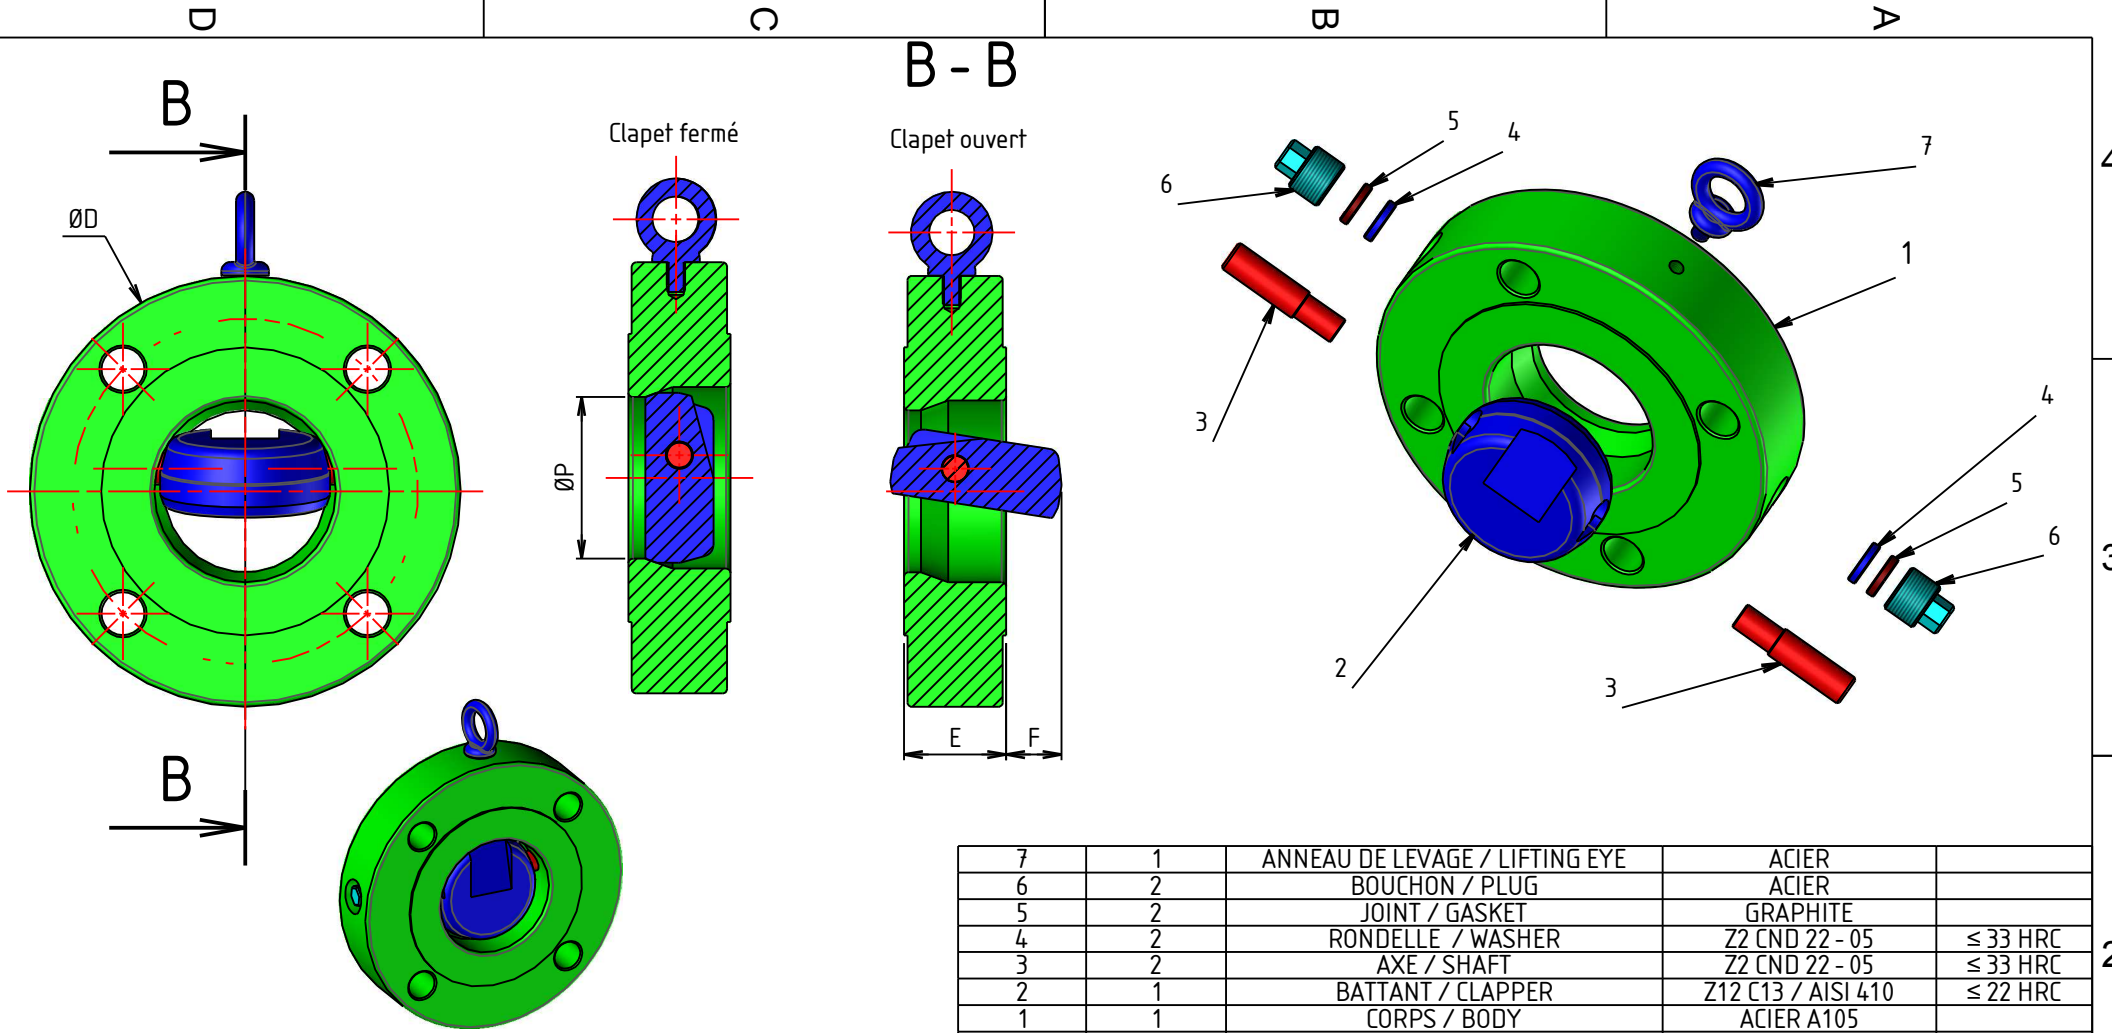 D C B A
B - B
B
Clapet fermé
Clapet ouvert
5
4
7
6
4
ØD
1
3
4
ØP
5
6
3
2
3
E F
B
7 1 ANNEAU DE LEVAGE / LIFTING EYE ACIER
6 2 BOUCHON / PLUG ACIER
5 2 JOINT / GASKET GRAPHITE
4 2 RONDELLE / WASHER Z2 CND 22 - 05 ≤ 33 HRC
2
3 2 AXE / SHAFT Z2 CND 22 - 05 ≤ 33 HRC
2 1 BATTANT / CLAPPER Z12 C13 / AISI 410 ≤ 22 HRC
1 1 CORPS / BODY ACIER A105